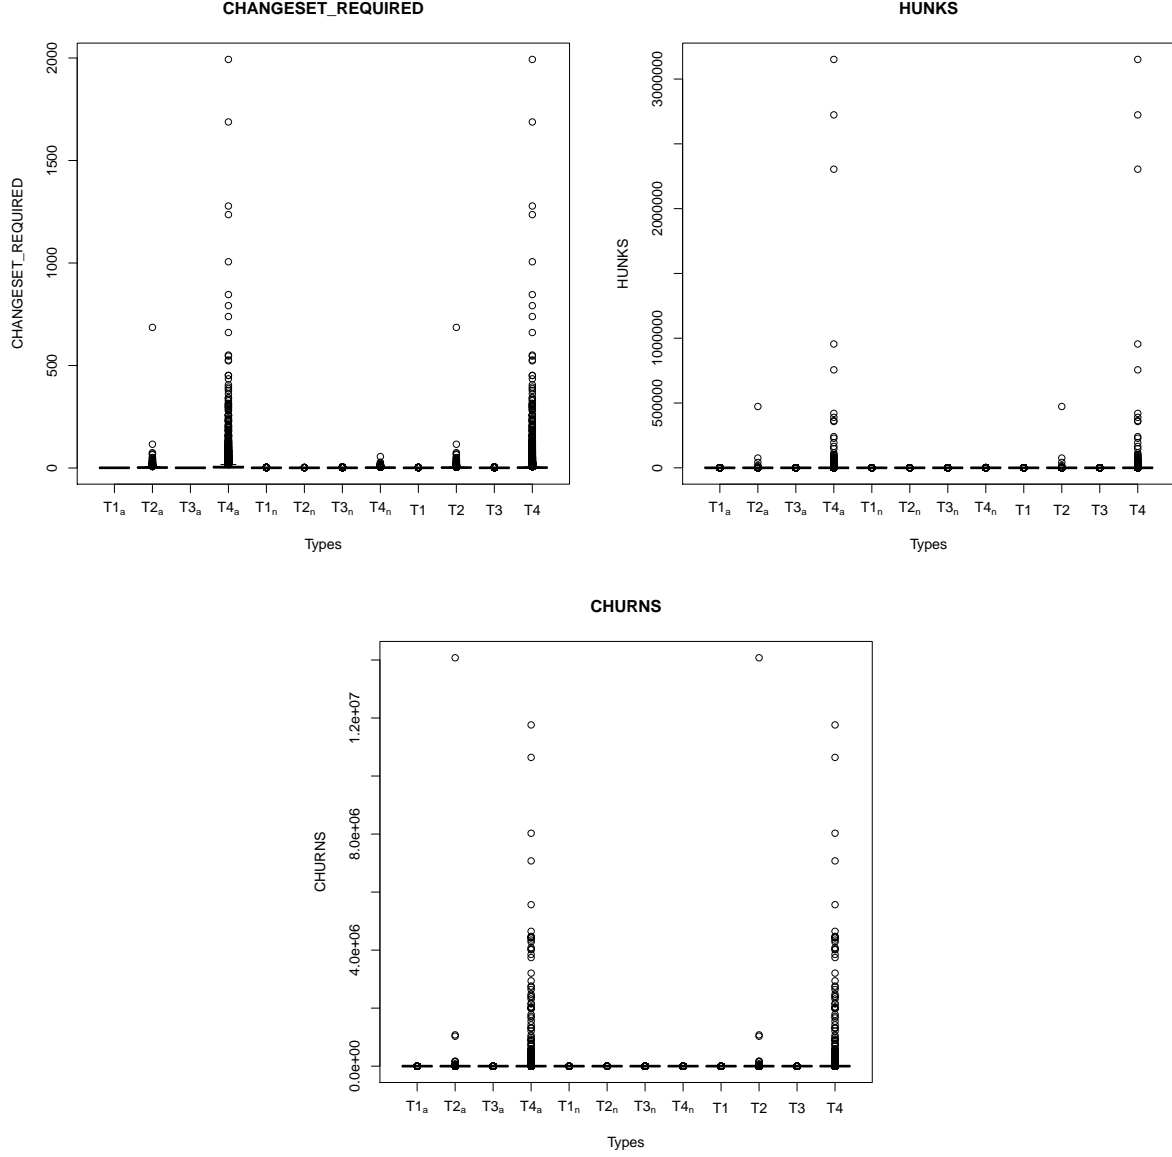 CHANGESET_REQUIRED
CHANGESET_REQUIRED
2000
1500
1000
500
0
T1a T2a T3a T4a T1n T2n T3n T4n T1 T2 T3 T4
Types
HUNKS
HUNKS
3000000
2000000
1000000
500000
0
T1a T2a T3a T4a T1n T2n T3n T4n T1 T2 T3 T4
Types
CHURNS
CHURNS
1.2e+07
8.0e+06
4.0e+06
0.0e+00
T1a T2a T3a T4a T1n T2n T3n T4n T1 T2 T3 T4
Types